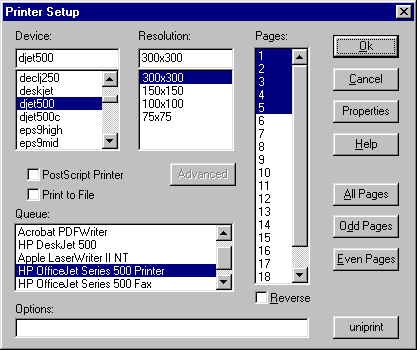 Printer Setup
Device:
djet500
declj250
deskjet
djet500
djet500c
eps9high
eps9mid
Resolution:
300x300
300x300
150x150
100x100
75x75
Pages:
1
2
3
4
5
6
7
8
9
10
11
12
13
14
15
16
17
18
Ok
Cancel
Properties
Help
All Pages
Odd Pages
Even Pages
PostScript Printer
Print to File
Advanced
Queue:
Acrobat PDFWriter
HP DeskJet 500
Apple LaserWriter II NT
HP OfficeJet Series 500 Printer
HP OfficeJet Series 500 Fax
Reverse
Options:
uniprint